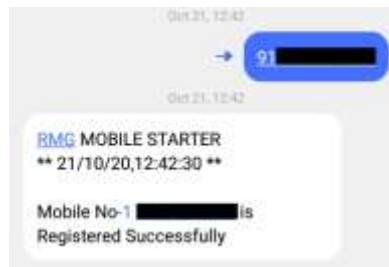 Oct 21, 12:42
→ 91
Oct 21, 12:42
RMG MOBILE STARTER
** 21/10/20,12:42:30 **
Mobile No-1 is
Registered Successfully